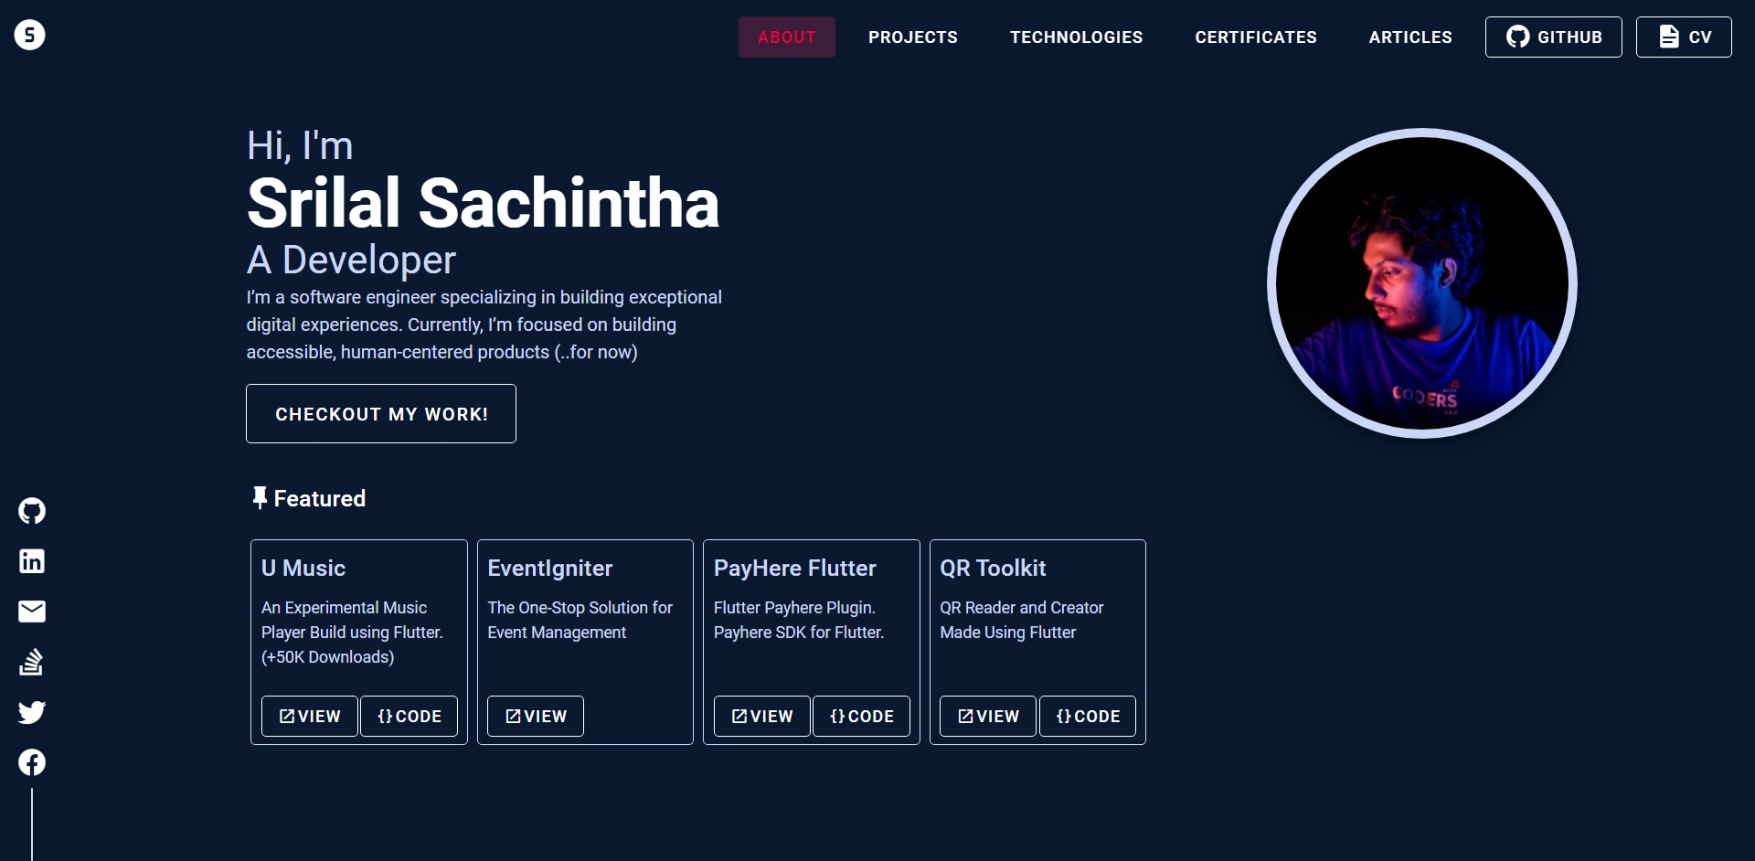 S
ABOUT
PROJECTS
TECHNOLOGIES
CERTIFICATES
ARTICLES
GITHUB
CV
Hi, I'm
Srilal Sachintha
A Developer
I’m a software engineer specializing in building exceptional
digital experiences. Currently, I’m focused on building
accessible, human-centered products (..for now)
CHECKOUT MY WORK!
CODERS
Featured
U Music
An Experimental Music
Player Build using Flutter.
(+50K Downloads)
VIEW
{}CODE
EventIgniter
The One-Stop Solution for
Event Management
VIEW
PayHere Flutter
Flutter Payhere Plugin.
Payhere SDK for Flutter.
VIEW
{}CODE
QR Toolkit
QR Reader and Creator
Made Using Flutter
VIEW
{}CODE
in